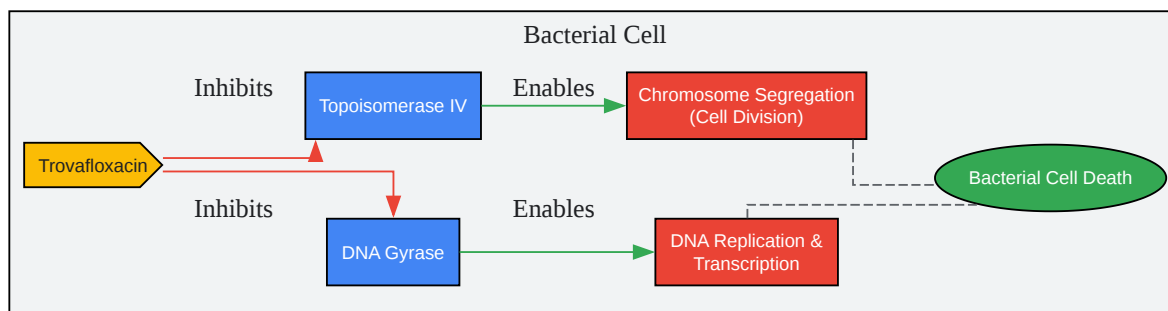 Bacterial Cell
Inhibits
Enables
Topoisomerase IV
Chromosome Segregation
(Cell Division)
Trovafloxacin
Bacterial Cell Death
Inhibits
Enables
DNA Gyrase
DNA Replication &
Transcription